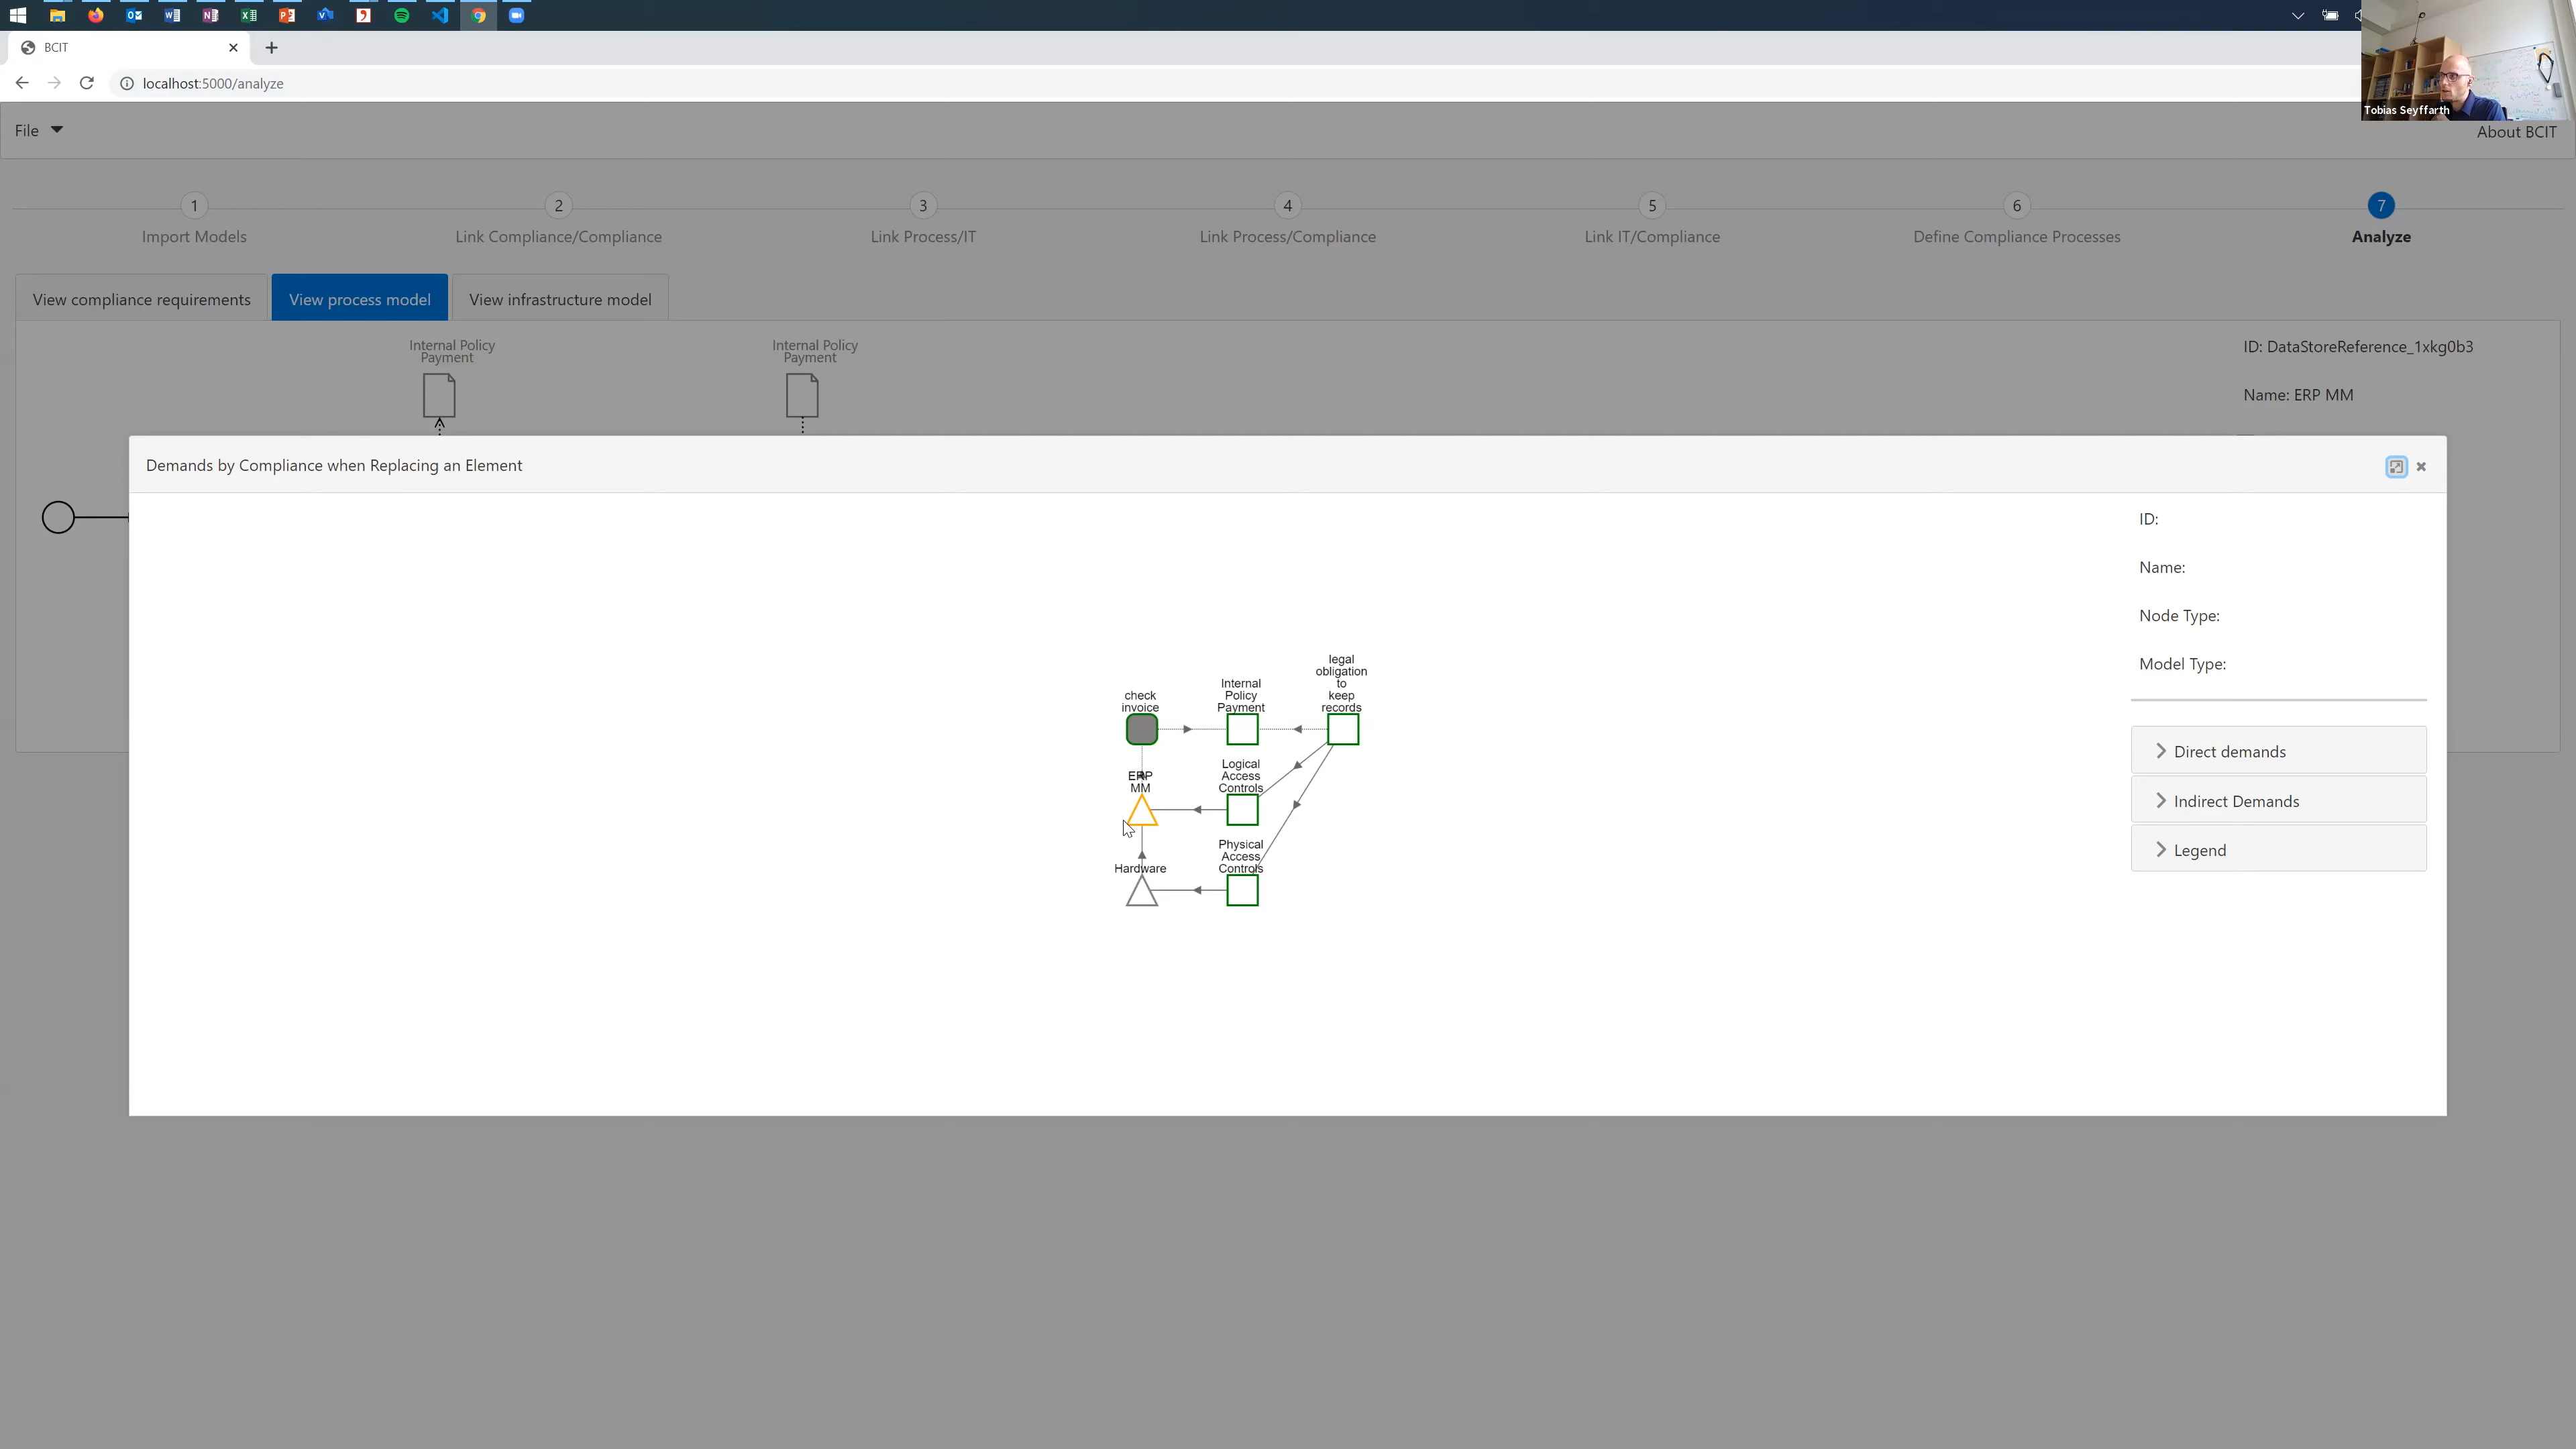 BCIT
localhost:5000/analyze
Tobias Seyffarth
File
About BCIT
1
2
3
4
5
6
7
Import Models
Link Compliance/Compliance
Link Process/IT
Link Process/Compliance
Link IT/Compliance
Define Compliance Processes
Analyze
View compliance requirements
View process model
View infrastructure model
Internal Policy
Payment
Internal Policy
Payment
ID: DataStoreReference_1xkg0b3
Name: ERP MM
Demands by Compliance when Replacing an Element
ID:
Name:
Node Type:
Model Type:
Direct demands
Indirect Demands
Legend
check
invoice
Internal
Policy
Payment
legal
obligation
to
keep
records
ERP
MM
Logical
Access
Controls
Hardware
Physical
Access
Controls